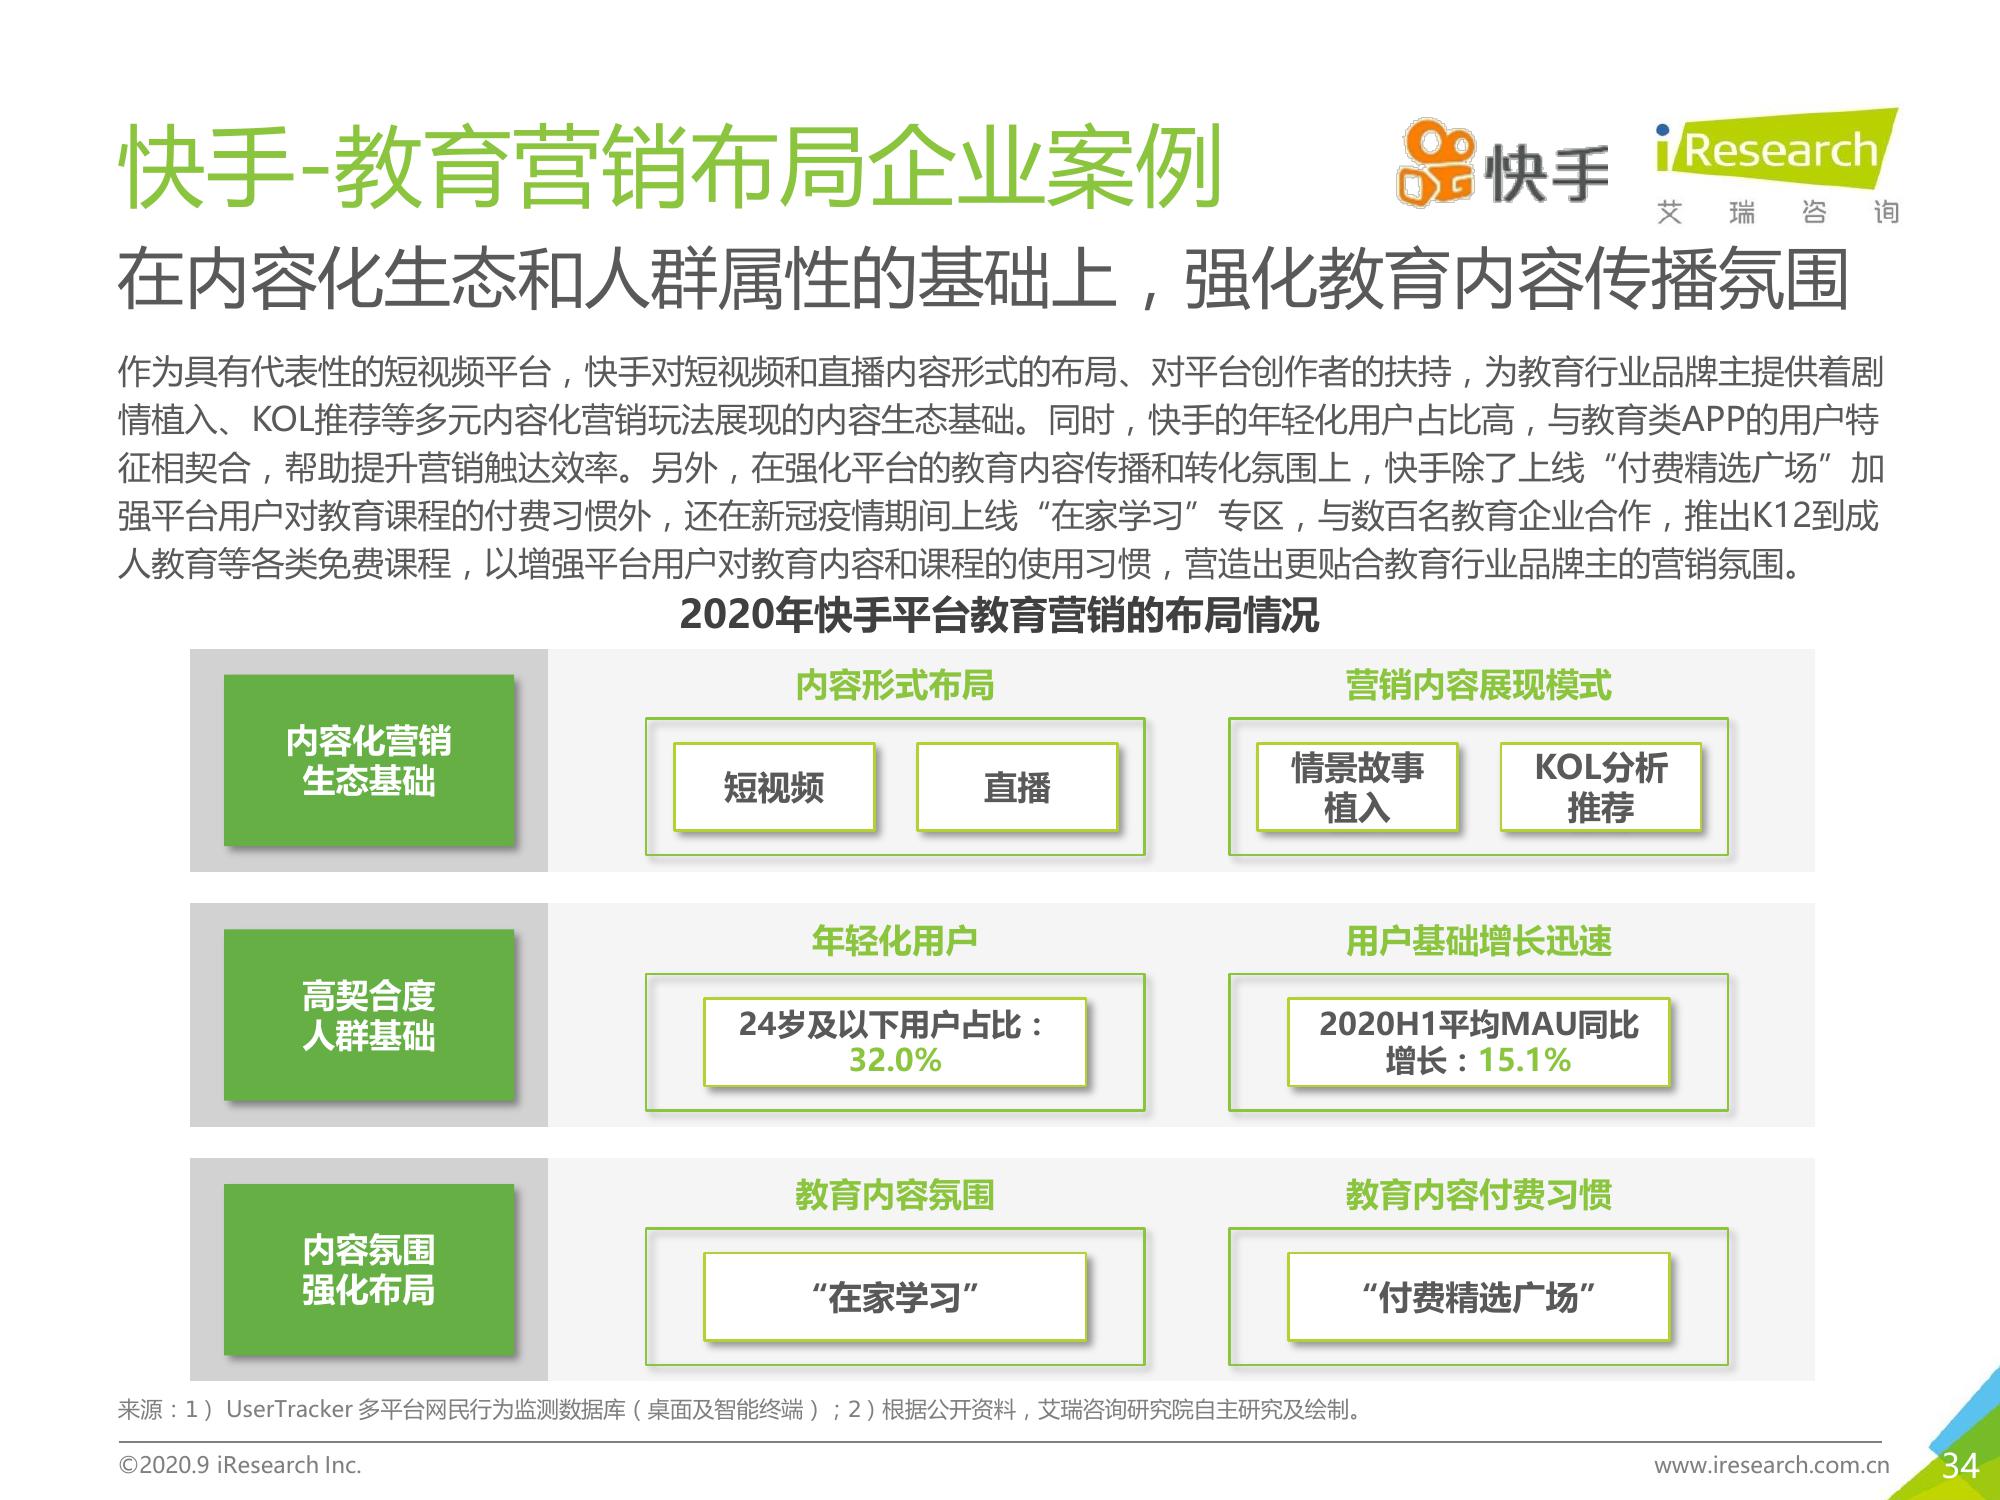 快手-教育营销布局企业案例
快手
iResearch
艾瑞咨询
在内容化生态和人群属性的基础上，强化教育内容传播氛围
作为具有代表性的短视频平台，快手对短视频和直播内容形式的布局、对平台创作者的扶持，为教育行业品牌主提供着剧
情植入、KOL推荐等多元内容化营销玩法展现的内容生态基础。同时，快手的年轻化用户占比高，与教育类APP的用户特
征相契合，帮助提升营销触达效率。另外，在强化平台的教育内容传播和转化氛围上，快手除了上线“付费精选广场”加
强平台用户对教育课程的付费习惯外，还在新冠疫情期间上线“在家学习”专区，与数百名教育企业合作，推出K12到成
人教育等各类免费课程，以增强平台用户对教育内容和课程的使用习惯，营造出更贴合教育行业品牌主的营销氛围。
2020年快手平台教育营销的布局情况
内容化营销
生态基础
内容形式布局
短视频
直播
营销内容展现模式
情景故事
植入
KOL分析
推荐
高契合度
人群基础
年轻化用户
24岁及以下用户占比：
32.0%
用户基础增长迅速
2020H1平均MAU同比
增长：15.1%
内容氛围
强化布局
教育内容氛围
“在家学习”
教育内容付费习惯
“付费精选广场”
来源：1） UserTracker 多平台网民行为监测数据库（桌面及智能终端）；2）根据公开资料，艾瑞咨询研究院自主研究及绘制。
©2020.9 iResearch Inc.
www.iresearch.com.cn
34